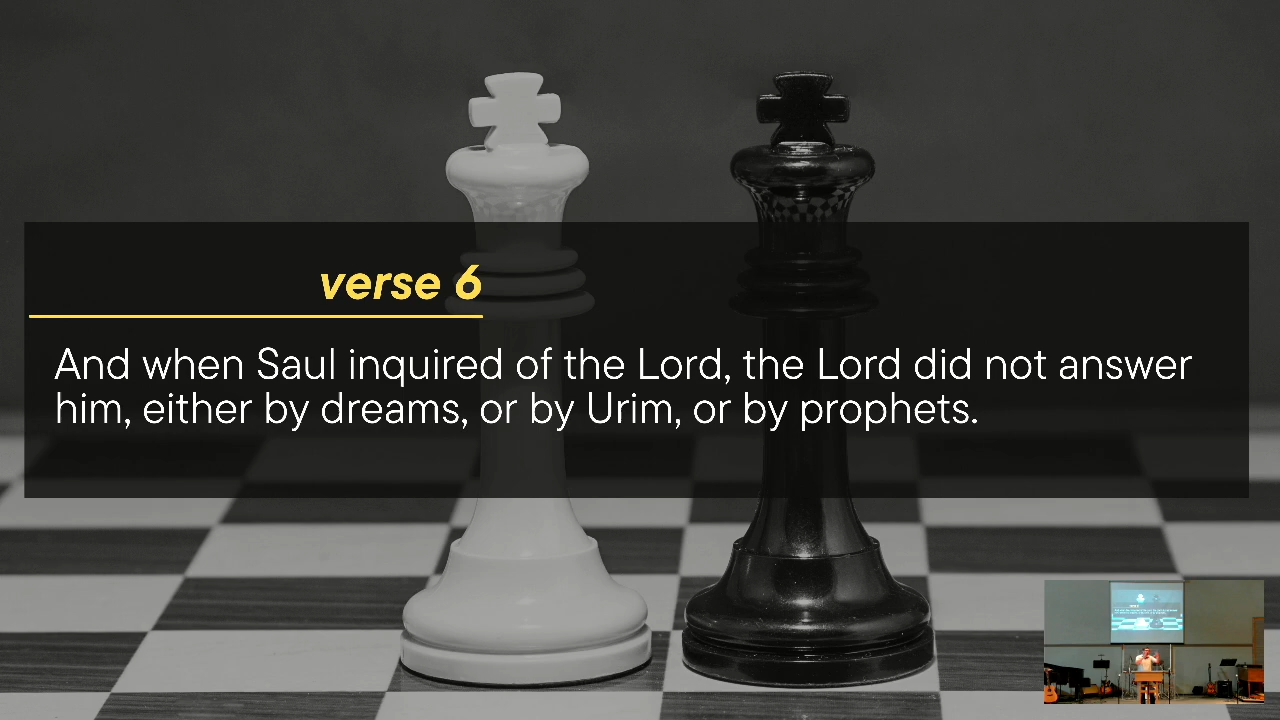 verse 6
And when Saul inquired of the Lord, the Lord did not answer
him, either by dreams, or by Urim, or by prophets.